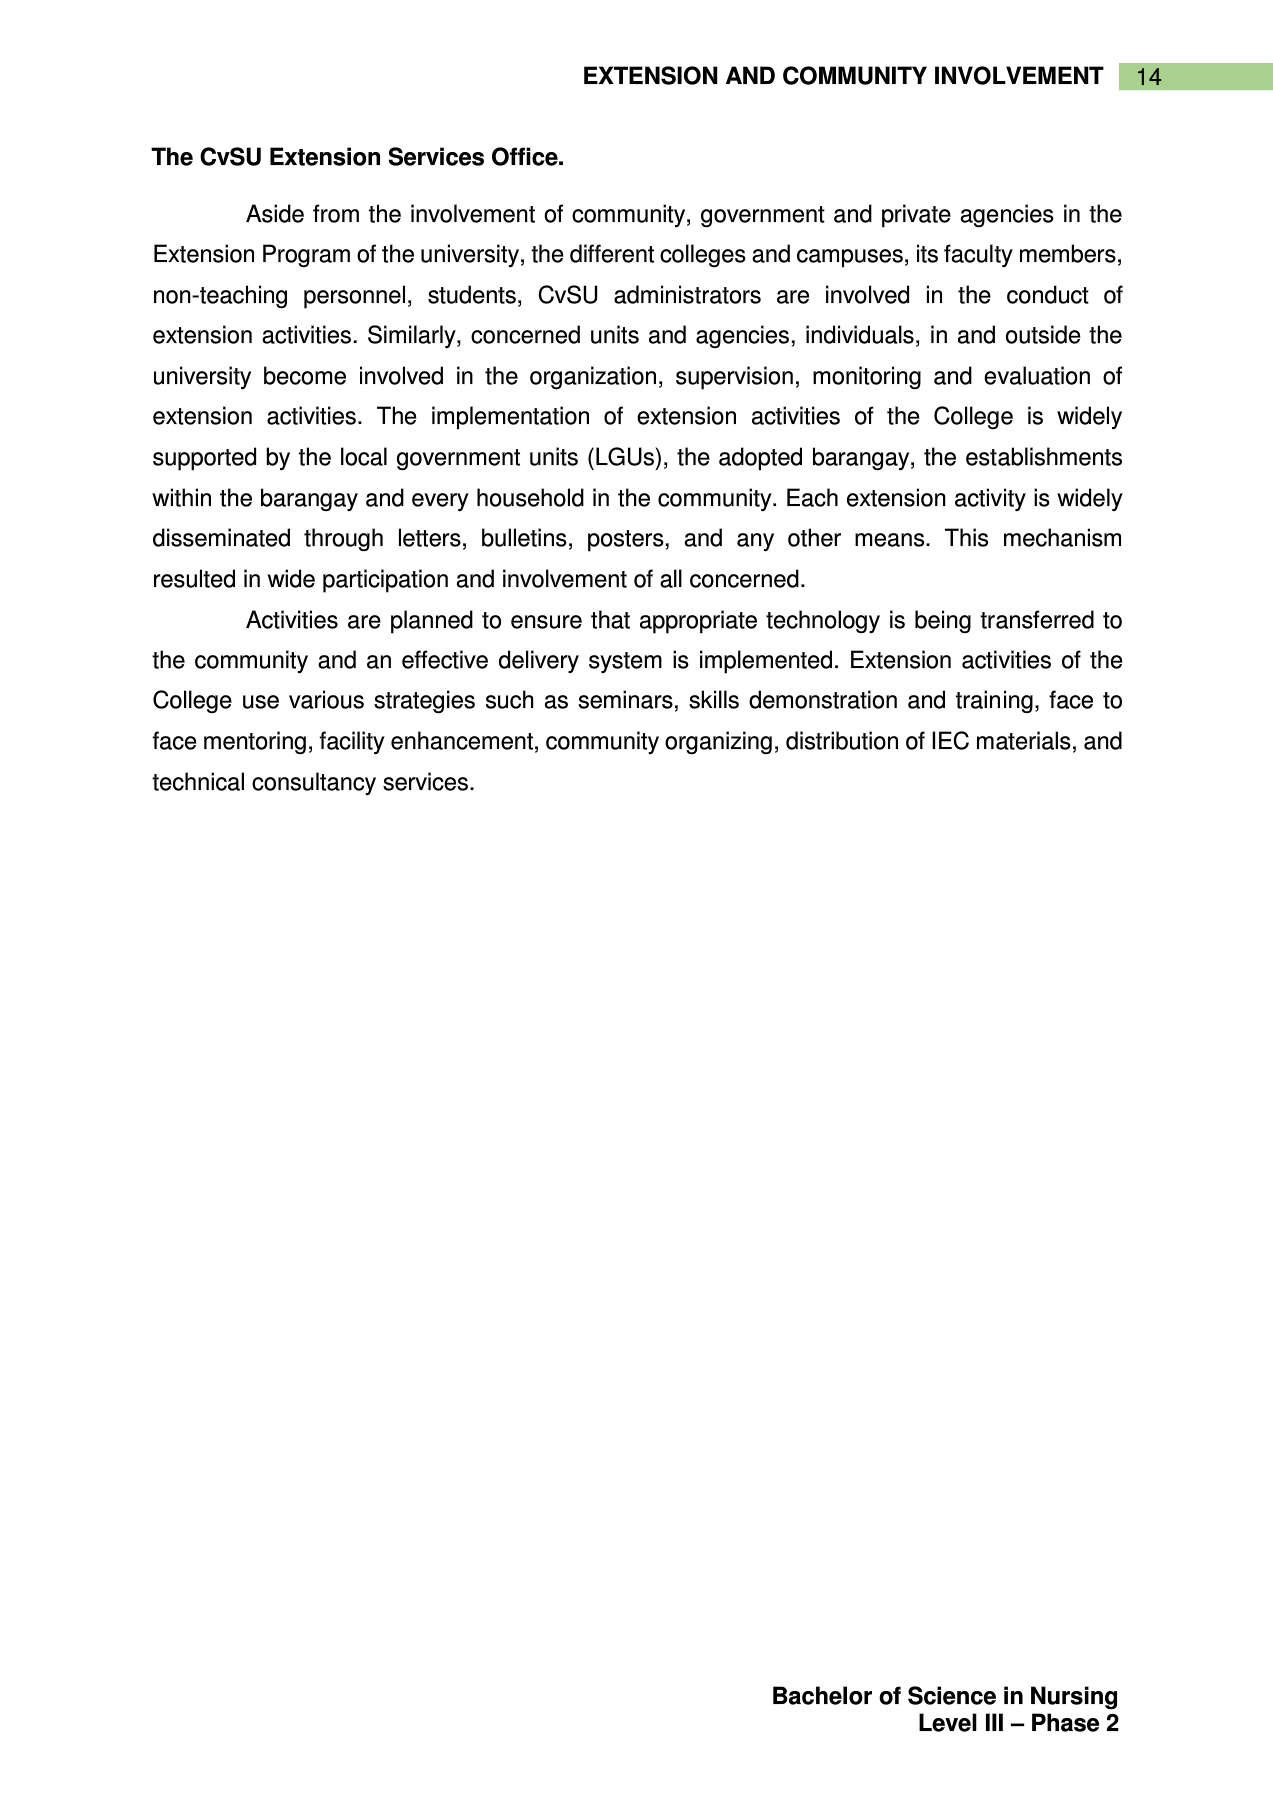 EXTENSION AND COMMUNITY INVOLVEMENT 14
The CvSU Extension Services Office.
Aside from the involvement of community, government and private agencies in the
Extension Program of the university, the different colleges and campuses, its faculty members,
non-teaching personnel, students, CvSU administrators are involved in the conduct of
extension activities. Similarly, concerned units and agencies, individuals, in and outside the
university become involved in the organization, supervision, monitoring and evaluation of
extension activities. The implementation of extension activities of the College is widely
supported by the local government units (LGUs), the adopted barangay, the establishments
within the barangay and every household in the community. Each extension activity is widely
disseminated through letters, bulletins, posters, and any other means. This mechanism
resulted in wide participation and involvement of all concerned.
Activities are planned to ensure that appropriate technology is being transferred to
the community and an effective delivery system is implemented. Extension activities of the
College use various strategies such as seminars, skills demonstration and training, face to
face mentoring, facility enhancement, community organizing, distribution of IEC materials, and
technical consultancy services.
Bachelor of Science in Nursing
Level III – Phase 2